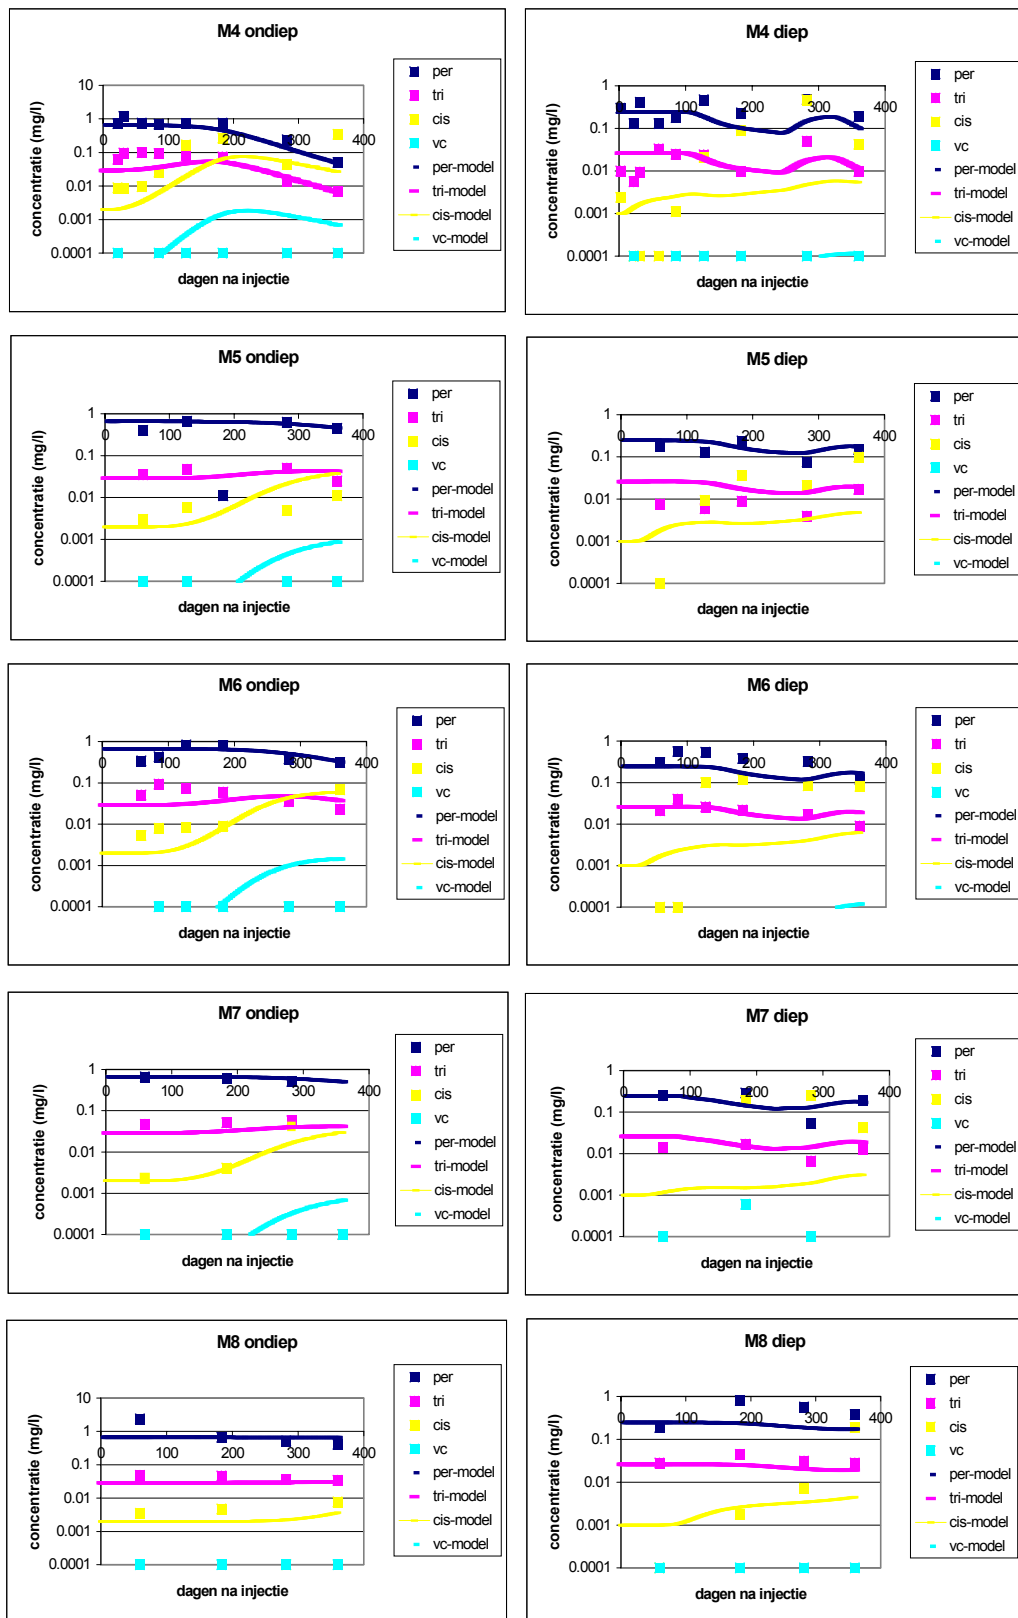 M4 ondiep
concentratie (mg/l)
10
1
0.1
0.01
0.001
0.0001
0 100 200 300 400
dagen na injectie
per
tri
cis
vc
per-model
tri-model
cis-model
vc-model
M4 diep
concentratie (mg/l)
1
0.1
0.01
0.001
0.0001
0 100 200 300 400
dagen na injectie
per
tri
cis
vc
per-model
tri-model
cis-model
vc-model
M5 ondiep
concentratie (mg/l)
1
0.1
0.01
0.001
0.0001
0 100 200 300 400
dagen na injectie
per
tri
cis
vc
per-model
tri-model
cis-model
vc-model
M5 diep
concentratie (mg/l)
1
0.1
0.01
0.001
0.0001
0 100 200 300 400
dagen na injectie
per
tri
cis
vc
per-model
tri-model
cis-model
vc-model
M6 ondiep
concentratie (mg/l)
1
0.1
0.01
0.001
0.0001
0 100 200 300 400
dagen na injectie
per
tri
cis
vc
per-model
tri-model
cis-model
vc-model
M6 diep
concentratie (mg/l)
1
0.1
0.01
0.001
0.0001
0 100 200 300 400
dagen na injectie
per
tri
cis
vc
per-model
tri-model
cis-model
vc-model
M7 ondiep
concentratie (mg/l)
1
0.1
0.01
0.001
0.0001
0 100 200 300 400
dagen na injectie
per
tri
cis
vc
per-model
tri-model
cis-model
vc-model
M7 diep
concentratie (mg/l)
1
0.1
0.01
0.001
0.0001
0 100 200 300 400
dagen na injectie
per
tri
cis
vc
per-model
tri-model
cis-model
vc-model
M8 ondiep
concentratie (mg/l)
10
1
0.1
0.01
0.001
0.0001
0 100 200 300 400
dagen na injectie
per
tri
cis
vc
per-model
tri-model
cis-model
vc-model
M8 diep
concentratie (mg/l)
1
0.1
0.01
0.001
0.0001
0 100 200 300 400
dagen na injectie
per
tri
cis
vc
per-model
tri-model
cis-model
vc-model